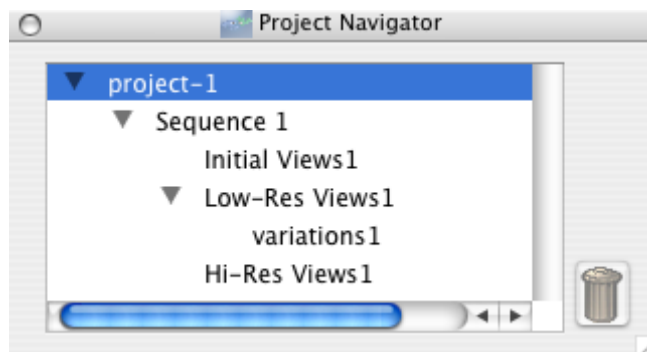 Project Navigator
project-1
Sequence 1
Initial Views1
Low-Res Views1
variations1
Hi-Res Views1